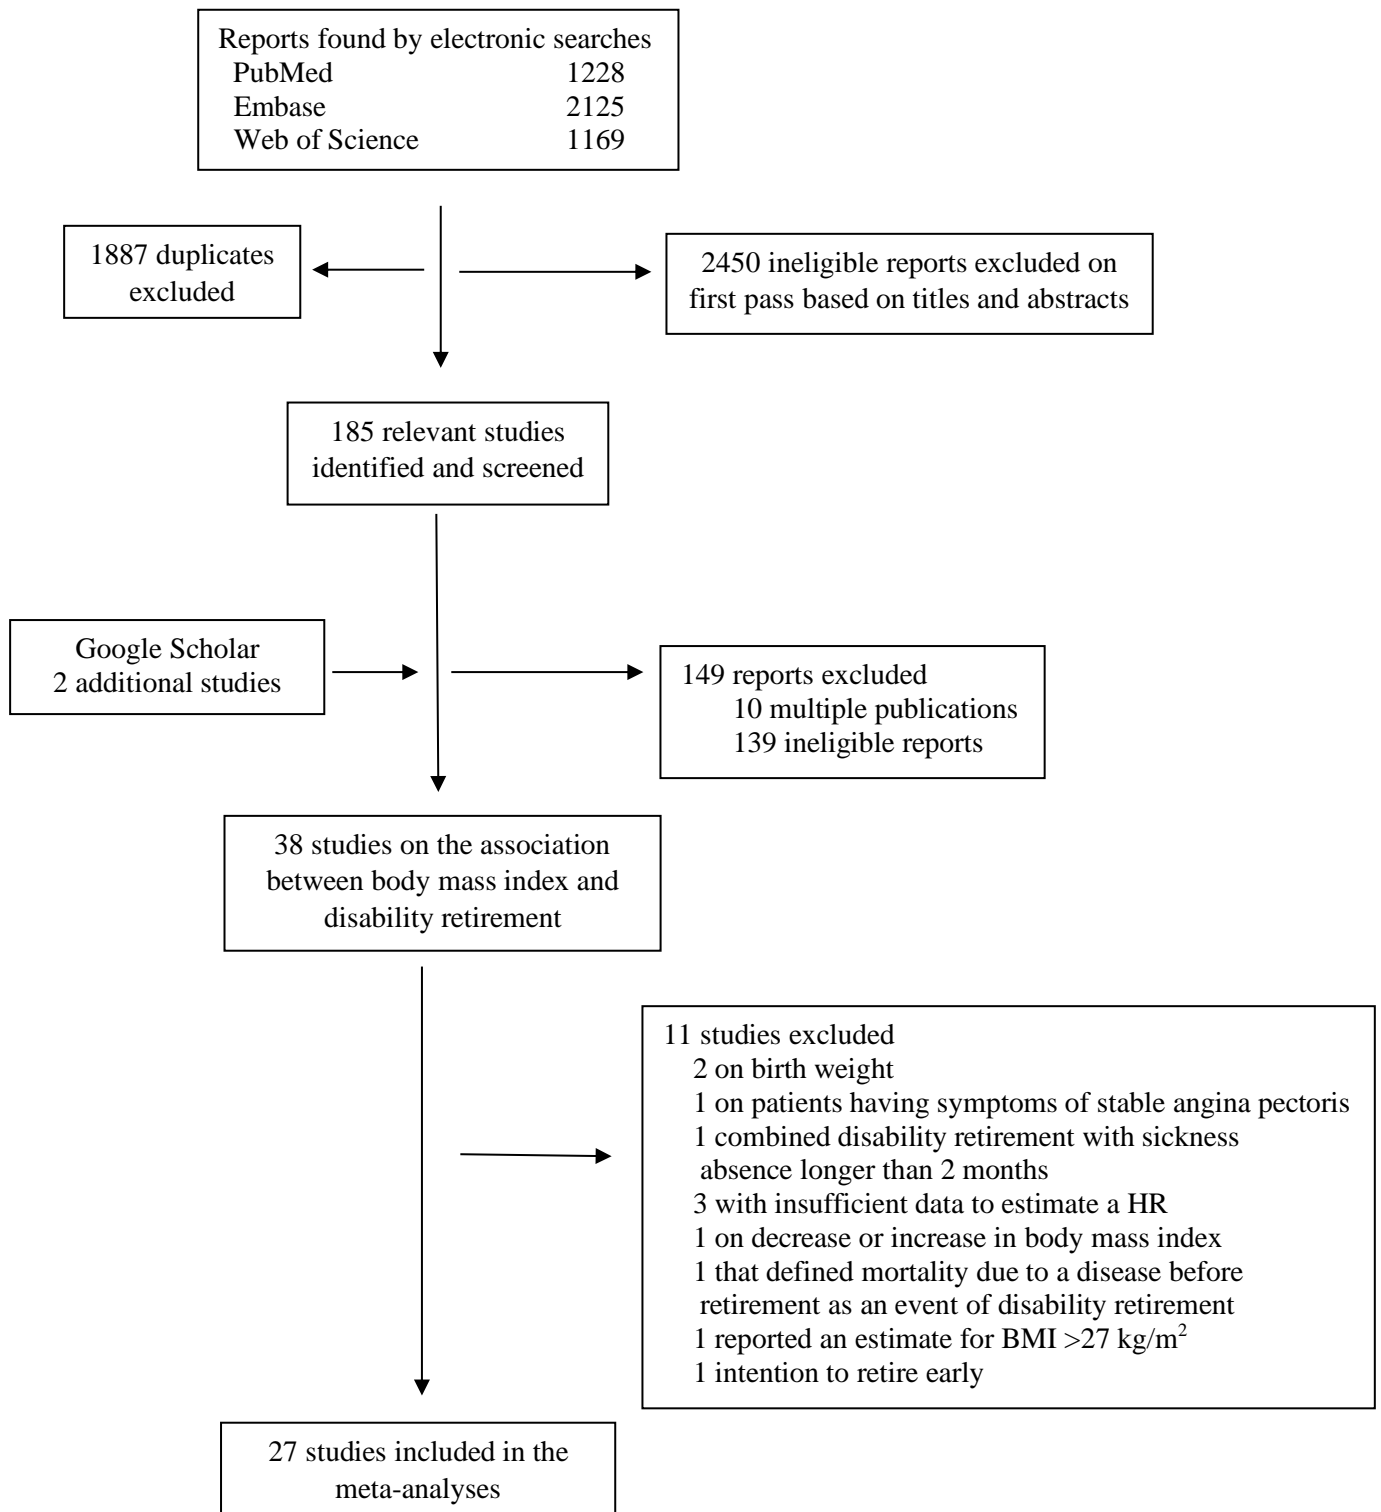 Reports found by electronic searches
PubMed 1228
Embase 2125
Web of Science 1169
1887 duplicates
excluded
2450 ineligible reports excluded on
first pass based on titles and abstracts
185 relevant studies
identified and screened
Google Scholar
2 additional studies
149 reports excluded
10 multiple publications
139 ineligible reports
38 studies on the association
between body mass index and
disability retirement
11 studies excluded
2 on birth weight
1 on patients having symptoms of stable angina pectoris
1 combined disability retirement with sickness
absence longer than 2 months
3 with insufficient data to estimate a HR
1 on decrease or increase in body mass index
1 that defined mortality due to a disease before
retirement as an event of disability retirement
1 reported an estimate for BMI >27 kg/m²
1 intention to retire early
27 studies included in the
meta-analyses